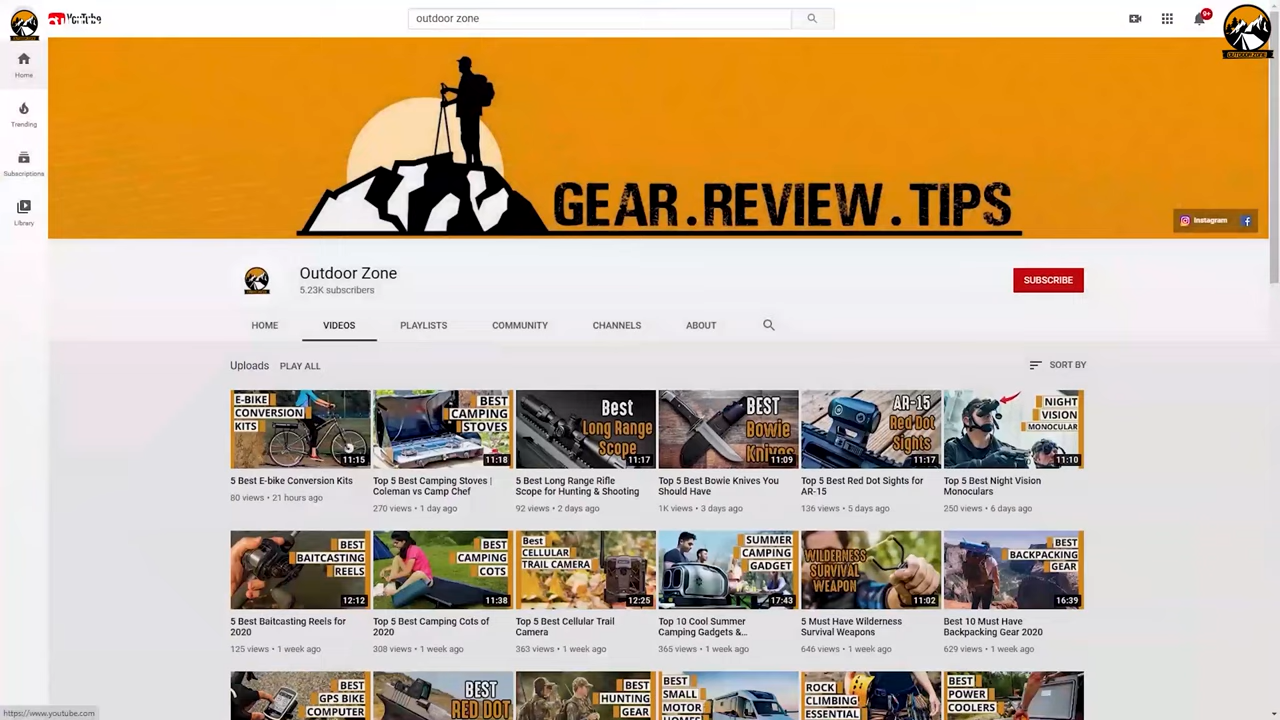 YouTube
outdoor zone
9+
OUTDOOR ZONE
Home
Trending
Subscriptions
Library
GEAR.REVIEW.TIPS
Instagram
Outdoor Zone
5.23K subscribers
SUBSCRIBE
HOME VIDEOS PLAYLISTS COMMUNITY CHANNELS ABOUT
Uploads PLAY ALL
SORT BY
E-BIKE
CONVERSION
KITS
11:15
BEST
CAMPING
STOVES
11:18
Best
Long Range
Scope
11:17
BEST
Bowie
Knives
11:09
AR-15
Red Dot
Sights
11:17
NIGHT
VISION
MONOCULAR
11:10
5 Best E-bike Conversion Kits
80 views • 21 hours ago
Top 5 Best Camping Stoves |
Coleman vs Camp Chef
270 views • 1 day ago
5 Best Long Range Rifle
Scope for Hunting & Shooting
92 views • 2 days ago
Top 5 Best Bowie Knives You
Should Have
1K views • 3 days ago
Top 5 Best Red Dot Sights for
AR-15
136 views • 5 days ago
Top 5 Best Night Vision
Monoculars
250 views • 6 days ago
BEST
BAITCASTING
REELS
12:12
BEST
CAMPING
COTS
11:38
Best
CELLULAR
TRAIL CAMERA
12:25
SUMMER
CAMPING
GADGET
17:43
WILDERNESS
SURVIVAL
WEAPON
11:02
BEST
BACKPACKING
GEAR
16:39
5 Best Baitcasting Reels for
2020
125 views • 1 week ago
Top 5 Best Camping Cots of
2020
308 views • 1 week ago
Top 5 Best Cellular Trail
Camera
363 views • 1 week ago
Top 10 Cool Summer
Camping Gadgets &...
365 views • 1 week ago
5 Must Have Wilderness
Survival Weapons
646 views • 1 week ago
Best 10 Must Have
Backpacking Gear 2020
629 views • 1 week ago
BEST
GPS BIKE
COMPUTER
BEST
RED DOT
BEST
HUNTING
GEAR
BEST
SMALL
MOTOR
HOMES
ROCK
CLIMBING
ESSENTIAL
BEST
POWER
COOLERS
https://www.youtube.com